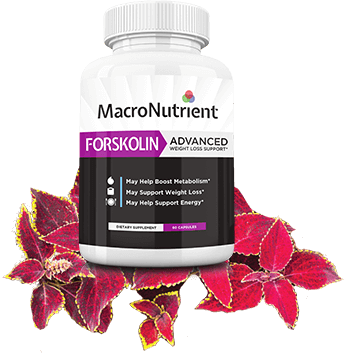 MacroNutrient
FORSKOLIN ADVANCED
WEIGHT LOSS SUPPORT*
May Help Boost Metabolism*
May Support Weight Loss*
May Help Support Energy*
DIETARY SUPPLEMENT 60 CAPSULES